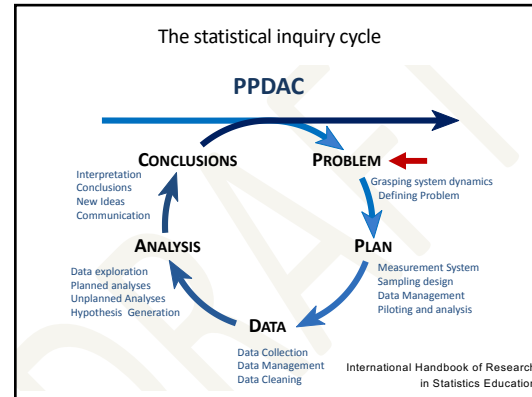 The statistical inquiry cycle
PPDAC
CONCLUSIONS
Interpretation
Conclusions
New Ideas
Communication
PROBLEM
Grasping system dynamics
Defining Problem
ANALYSIS
Data exploration
Planned analyses
Unplanned Analyses
Hypothesis Generation
PLAN
Measurement System
Sampling design
Data Management
Piloting and analysis
DATA
Data Collection
Data Management
Data Cleaning
International Handbook of Research
in Statistics Education
DRAFT